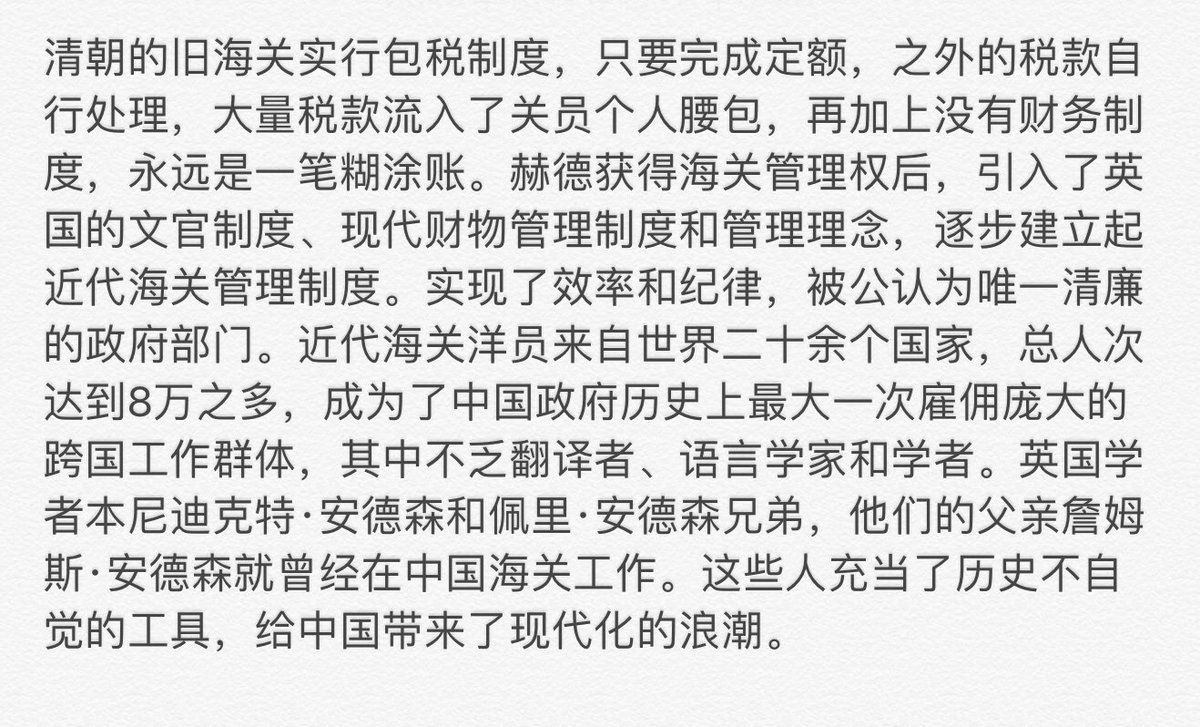 清朝的旧海关实行包税制度，只要完成定额，之外的税款自
行处理，大量税款流入了关员个人腰包，再加上没有财务制
度，永远是一笔糊涂账。赫德获得海关管理权后，引入了英
国的文官制度、现代财物管理制度和管理理念，逐步建立起
近代海关管理制度。实现了效率和纪律，被公认为唯一清廉
的政府部门。近代海关洋员来自世界二十余个国家，总人次
达到8万之多，成为了中国政府历史上最大一次雇佣庞大的
跨国工作群体，其中不乏翻译者、语言学家和学者。英国学
者本尼迪克特·安德森和佩里·安德森兄弟，他们的父亲詹姆
斯·安德森就曾经在中国海关工作。这些人充当了历史不自
觉的工具，给中国带来了现代化的浪潮。